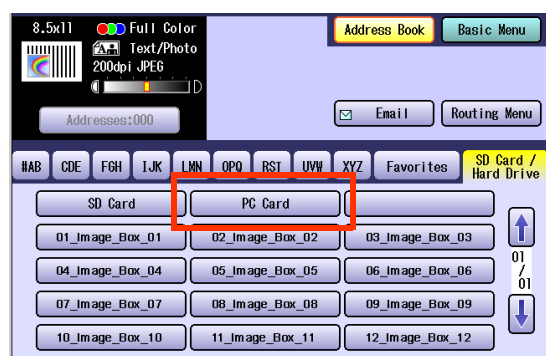 8.5x11 Full Color
Text/Photo
200dpi JPEG
Addresses:000
Address Book Basic Menu
Email Routing Menu
#AB CDE FGH IJK LMN OPQ RST UVW XYZ Favorites SD Card / Hard Drive
SD Card PC Card
01_Image_Box_01 02_Image_Box_02 03_Image_Box_03
04_Image_Box_04 05_Image_Box_05 06_Image_Box_06
07_Image_Box_07 08_Image_Box_08 09_Image_Box_09
10_Image_Box_10 11_Image_Box_11 12_Image_Box_12
01
/
01